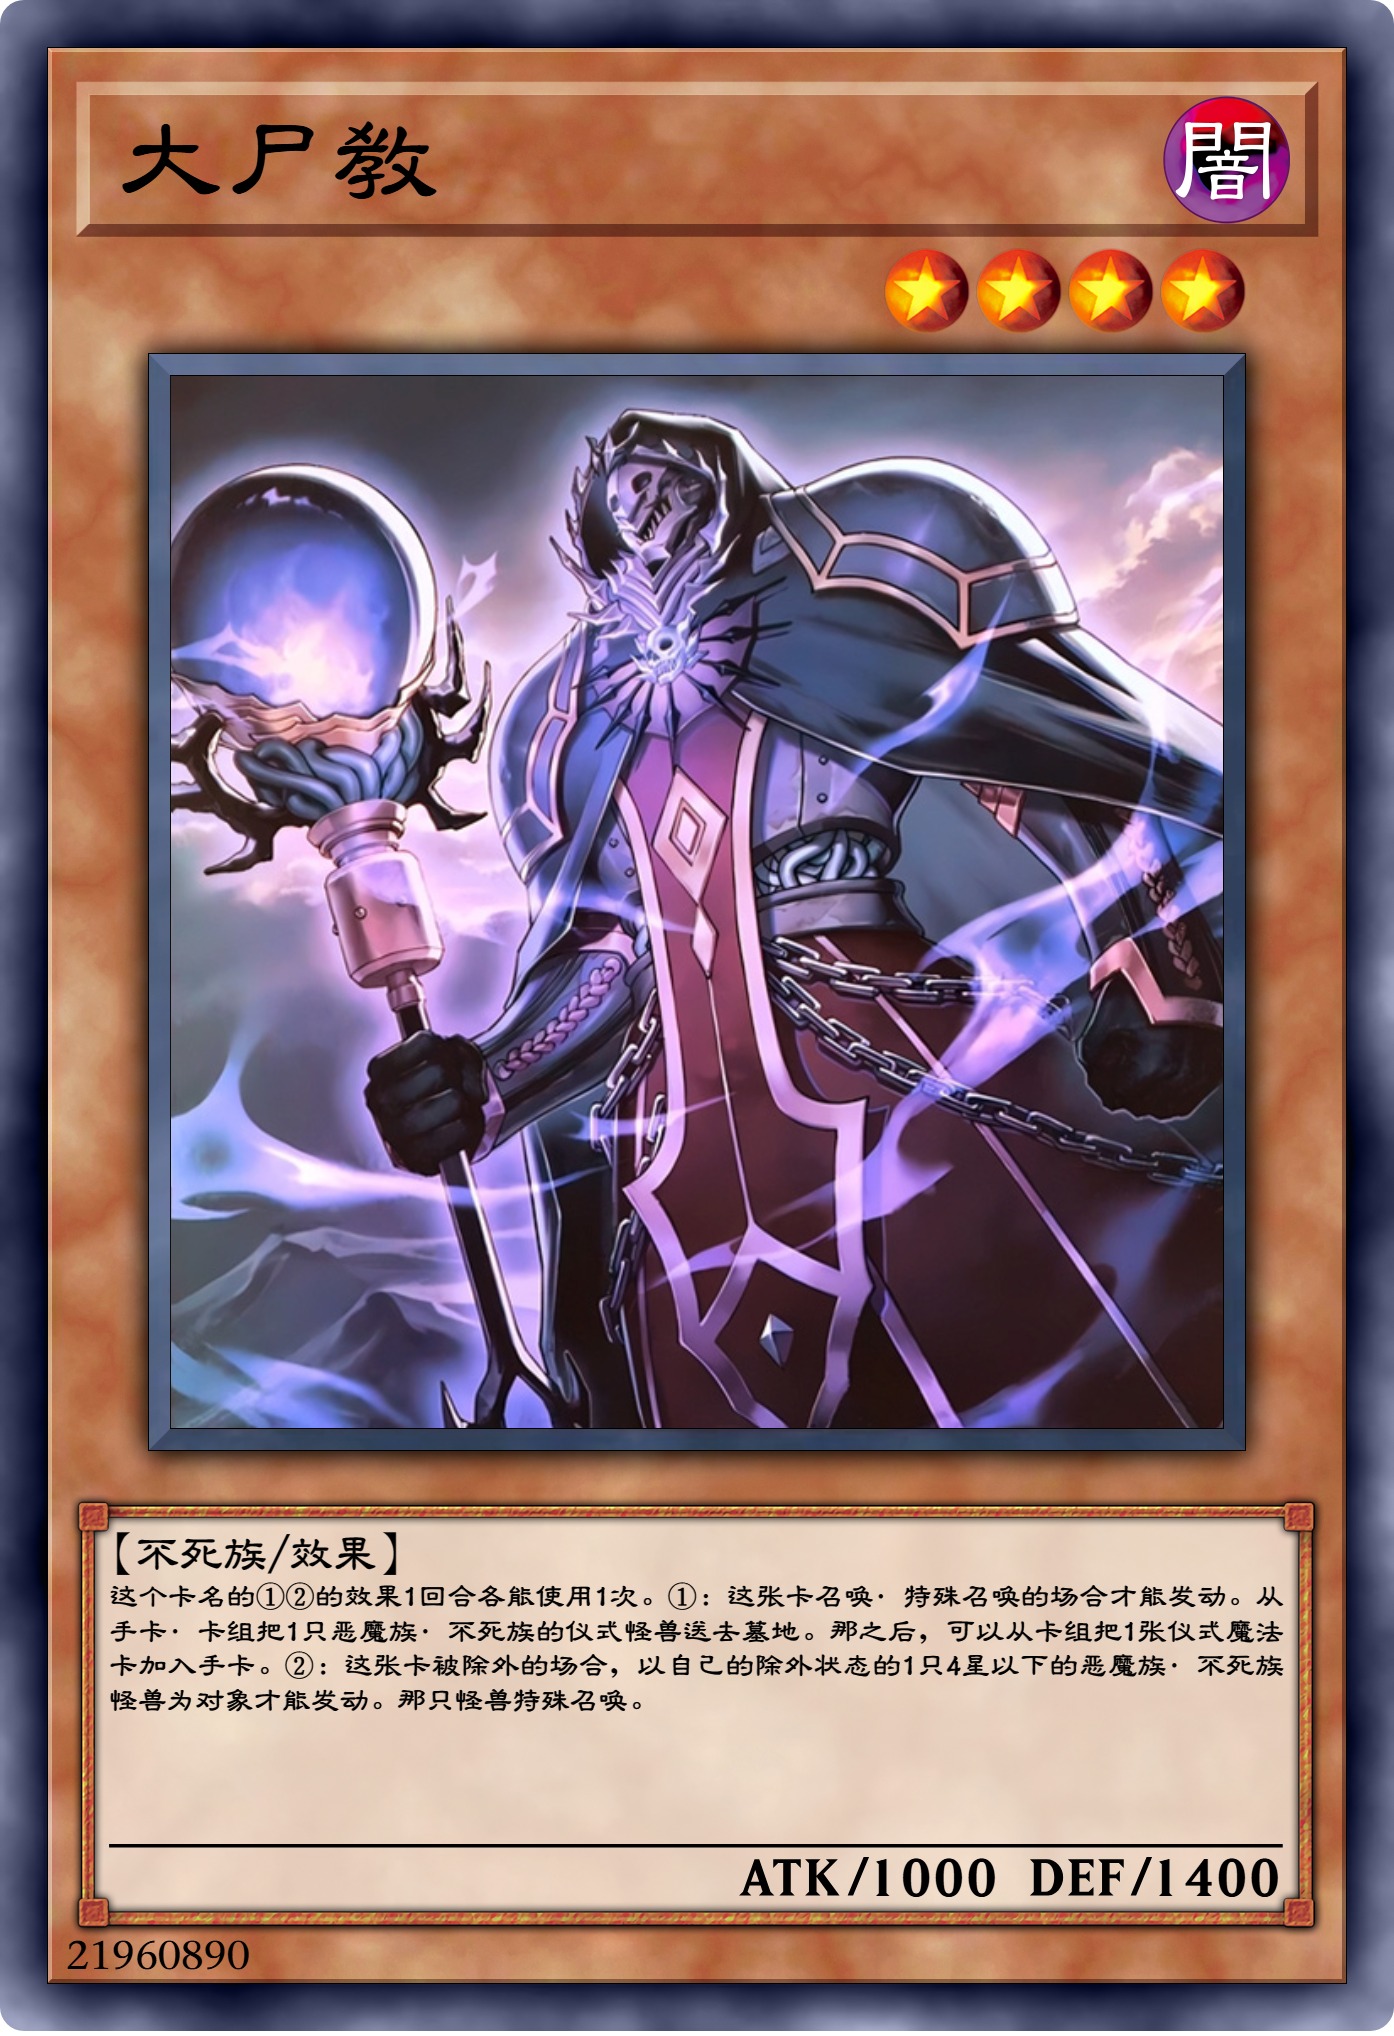 大尸教
闇
【不死族/效果】
这个卡名的①②的效果1回合各能使用1次。①：这张卡召唤·特殊召唤的场合才能发动。从
手卡·卡组把1只恶魔族·不死族的仪式怪兽送去墓地。那之后，可以从卡组把1张仪式魔法
卡加入手卡。②：这张卡被除外的场合，以自己的除外状态的1只4星以下的恶魔族·不死族
怪兽为对象才能发动。那只怪兽特殊召唤。
ATK/1000 DEF/1400
21960890